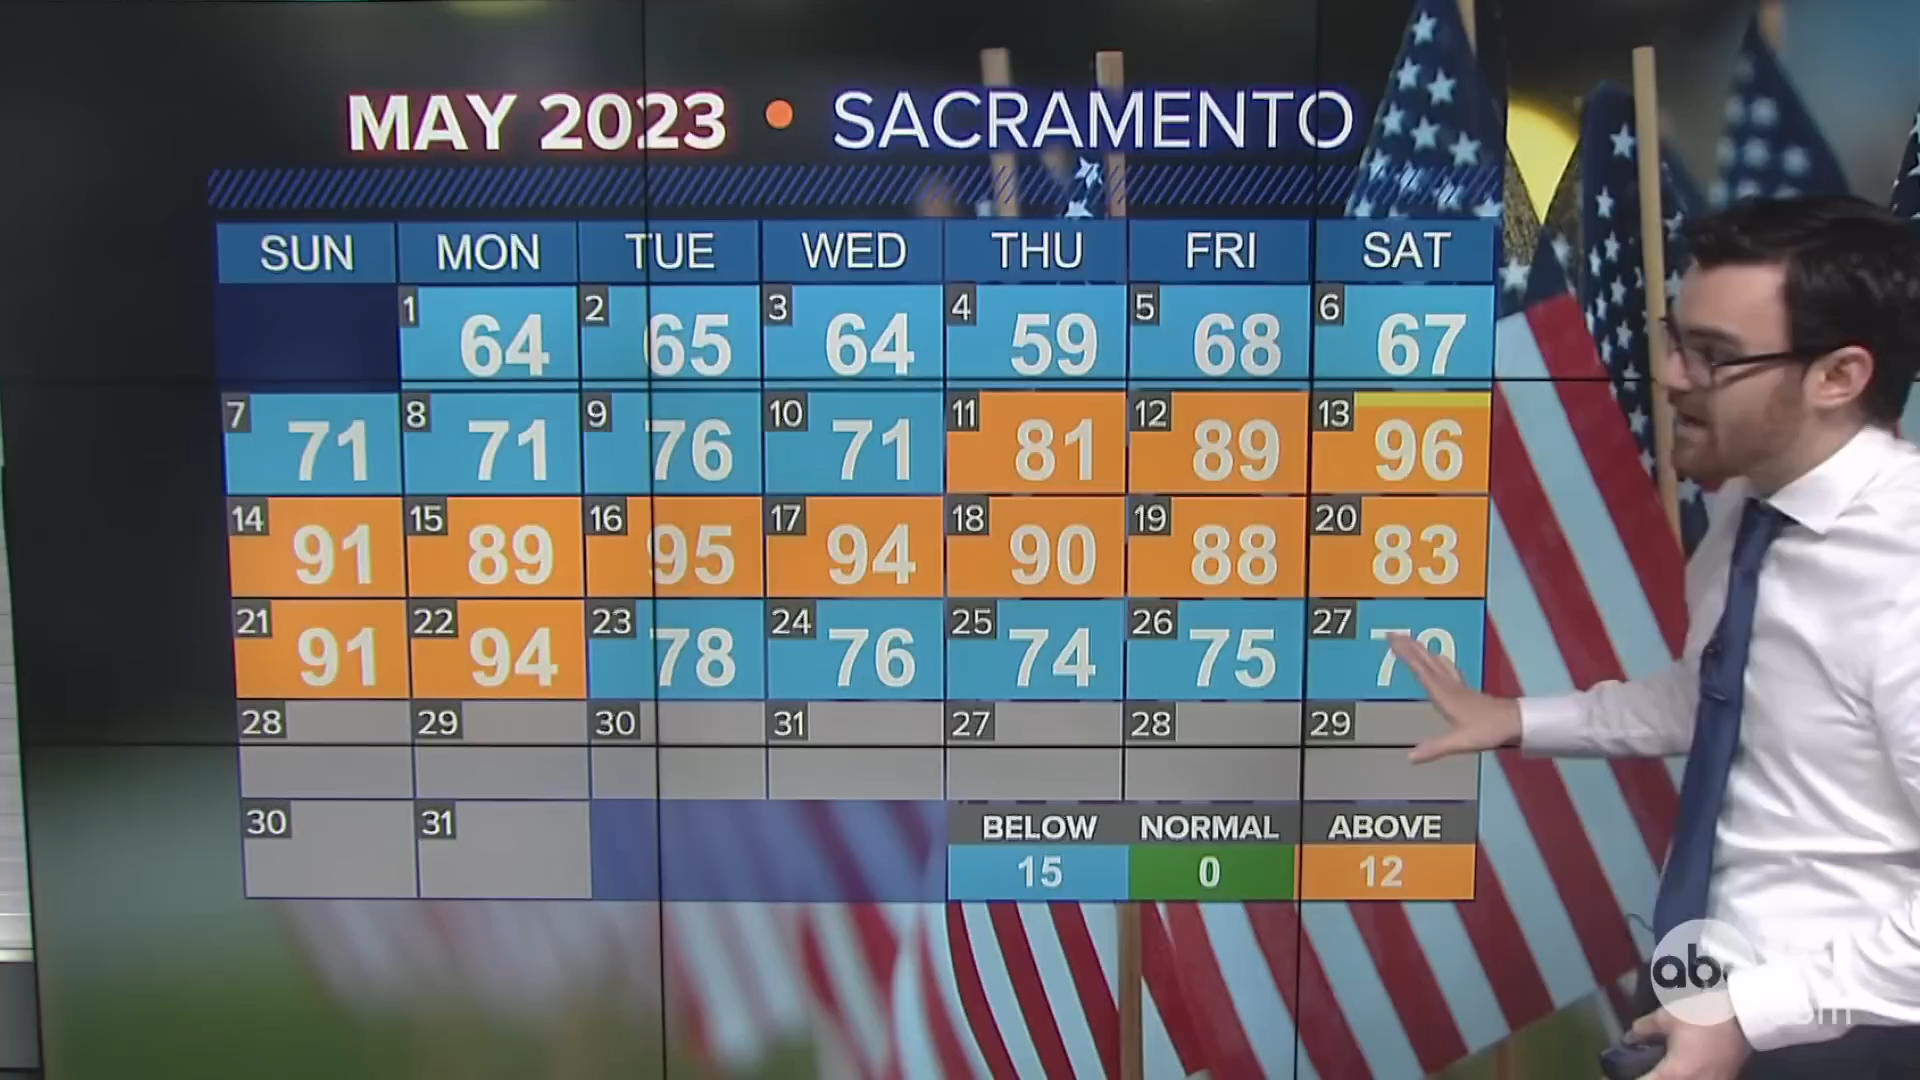 MAY 2023 • SACRAMENTO
SUN MON TUE WED THU FRI SAT
1 64 2 65 3 64 4 59 5 68 6 67
7 71 8 71 9 76 10 71 11 81 12 89 13 96
14 91 15 89 16 95 17 94 18 90 19 88 20 83
21 91 22 94 23 78 24 76 25 74 26 75 27 79
28 29 30 31 27 28 29
30 31
BELOW NORMAL ABOVE
15 0 12